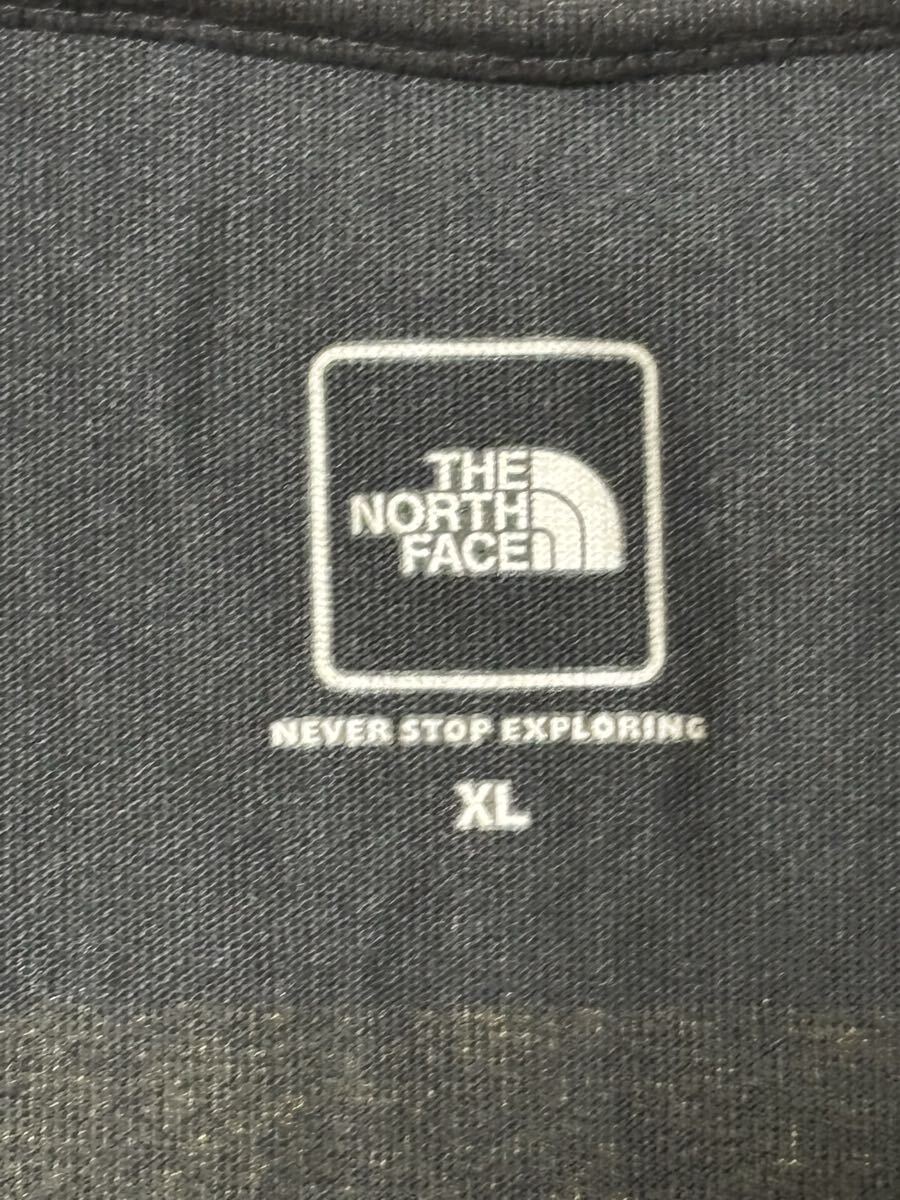 THE
NORTH
FACE
NEVER STOP EXPLORING
XL